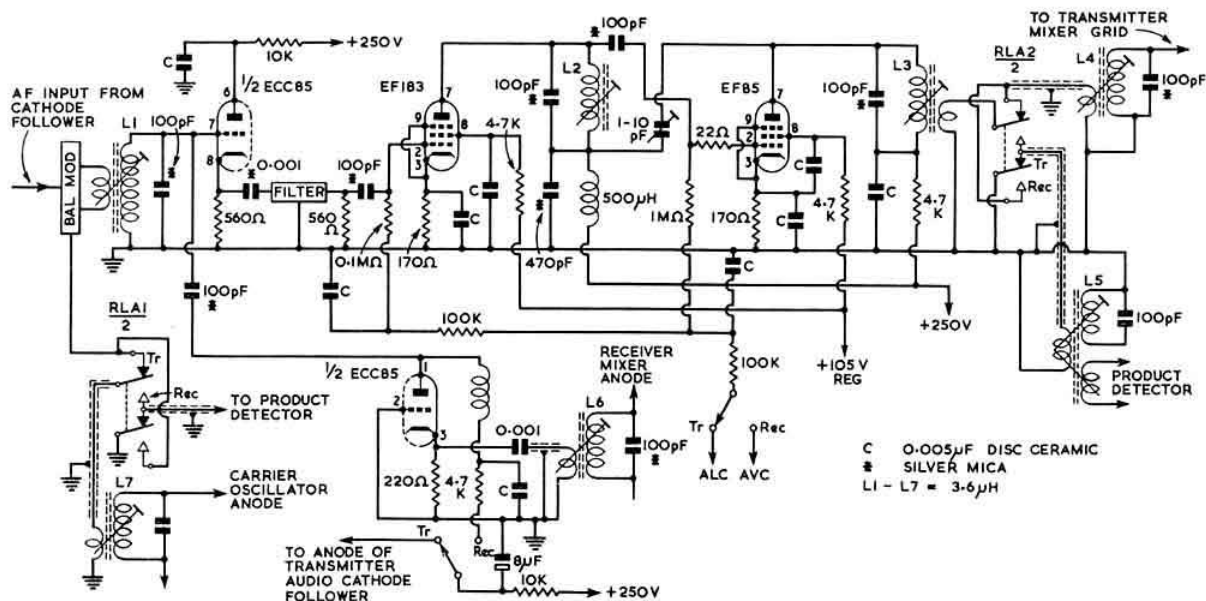 100pF
*
TO TRANSMITTER
MIXER GRID
C
10K
+250V
L2
1/2 ECC85
6
EF183
7
100pF
*
EF85
7
L3
RLA2
2
L4
100pF
*
AF INPUT FROM
CATHODE
FOLLOWER
L1
100pF
*
7
8
9
2
3
8
4·7K
1-10
pF
22Ω
9
2
3
8
100pF
*
BAL MOD
0·001
*
100pF
*
FILTER
C
Tr
Rec
560Ω
560
Ω
0·1MΩ
170Ω
C
C
470pF
*
500μH
1MΩ
170Ω
C
C
4·7
K
C
4·7
K
100pF
*
C
C
L5
100pF
*
RLA1
2
Tr
Rec
100K
+250V
+105V
REG
100K
PRODUCT
DETECTOR
TO PRODUCT
DETECTOR
1/2 ECC85
1
2
3
RECEIVER
MIXER
ANODE
0·001
L6
100pF
*
Tr
Rec
ALC
AVC
C 0·005μF DISC CERAMIC
* SILVER MICA
L1 - L7 = 3·6μH
L7
CARRIER
OSCILLATOR
ANODE
220Ω
4·7
K
C
Tr
Rec
8μF
TO ANODE OF
TRANSMITTER
AUDIO CATHODE
FOLLOWER
10K
+250V